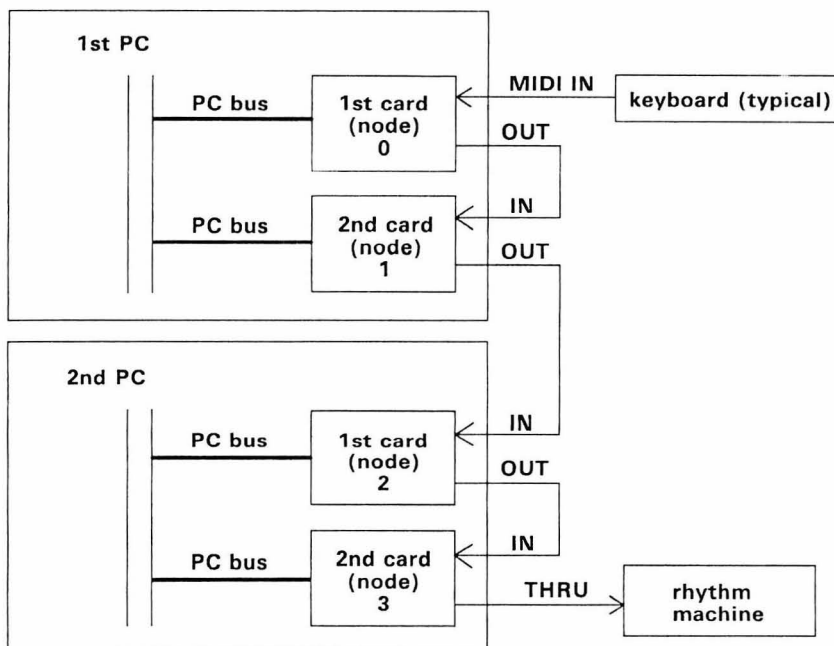 1st PC
PC bus
1st card
(node)
0
MIDI IN
keyboard (typical)
OUT
IN
PC bus
2nd card
(node)
1
OUT
2nd PC
PC bus
1st card
(node)
2
IN
OUT
IN
PC bus
2nd card
(node)
3
THRU
rhythm
machine